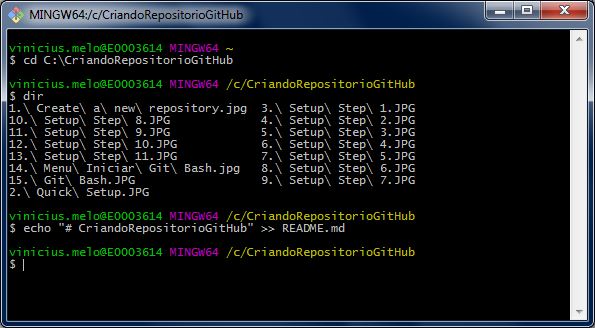 MINGW64:/c/CriandoRepositorioGitHub
vinicius.melo@E0003614 MINGW64 ~
$ cd C:\CriandoRepositorioGitHub
vinicius.melo@E0003614 MINGW64 /c/CriandoRepositorioGitHub
$ dir
1.\ Create\ a\ new\ repository.jpg  3.\ Setup\ Step\ 1.JPG
10.\ Setup\ Step\ 8.JPG             4.\ Setup\ Step\ 2.JPG
11.\ Setup\ Step\ 9.JPG             5.\ Setup\ Step\ 3.JPG
12.\ Setup\ Step\ 10.JPG            6.\ Setup\ Step\ 4.JPG
13.\ Setup\ Step\ 11.JPG            7.\ Setup\ Step\ 5.JPG
14.\ Menu\ Iniciar\ Git\ Bash.jpg   8.\ Setup\ Step\ 6.JPG
15.\ Git\ Bash.JPG                  9.\ Setup\ Step\ 7.JPG
2.\ Quick\ Setup.JPG
vinicius.melo@E0003614 MINGW64 /c/CriandoRepositorioGitHub
$ echo "# CriandoRepositorioGitHub" >> README.md
vinicius.melo@E0003614 MINGW64 /c/CriandoRepositorioGitHub
$